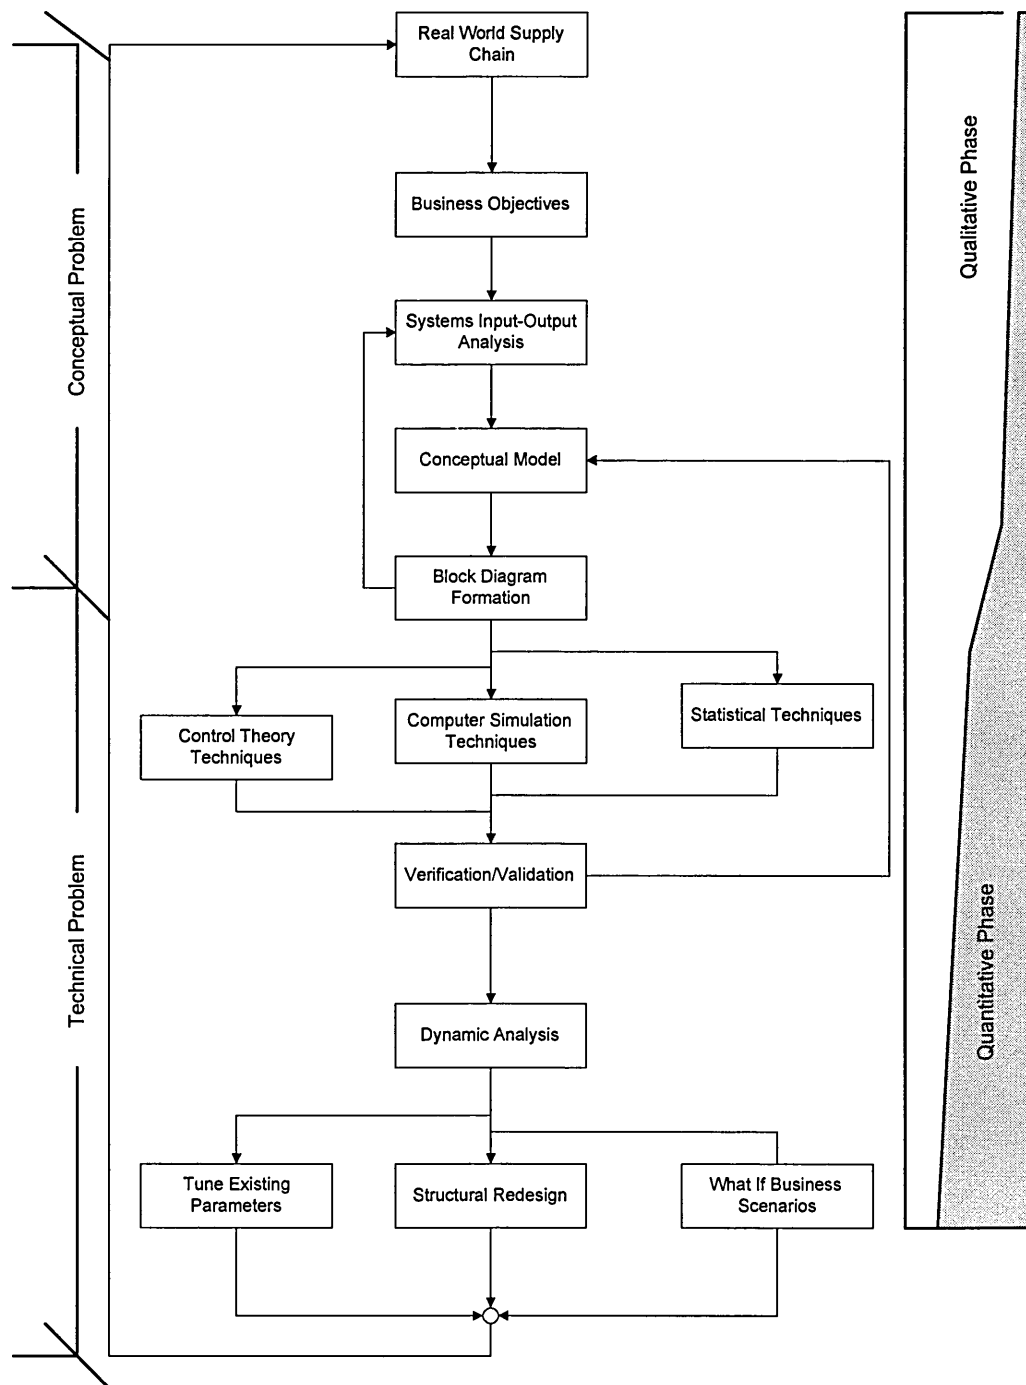 Real World Supply
Chain
Business Objectives
Systems Input-Output
Analysis
Conceptual Model
Block Diagram
Formation
Control Theory
Techniques
Computer Simulation
Techniques
Statistical Techniques
Verification/Validation
Dynamic Analysis
Tune Existing
Parameters
Structural Redesign
What If Business
Scenarios
Conceptual Problem
Technical Problem
Qualitative Phase
Quantitative Phase